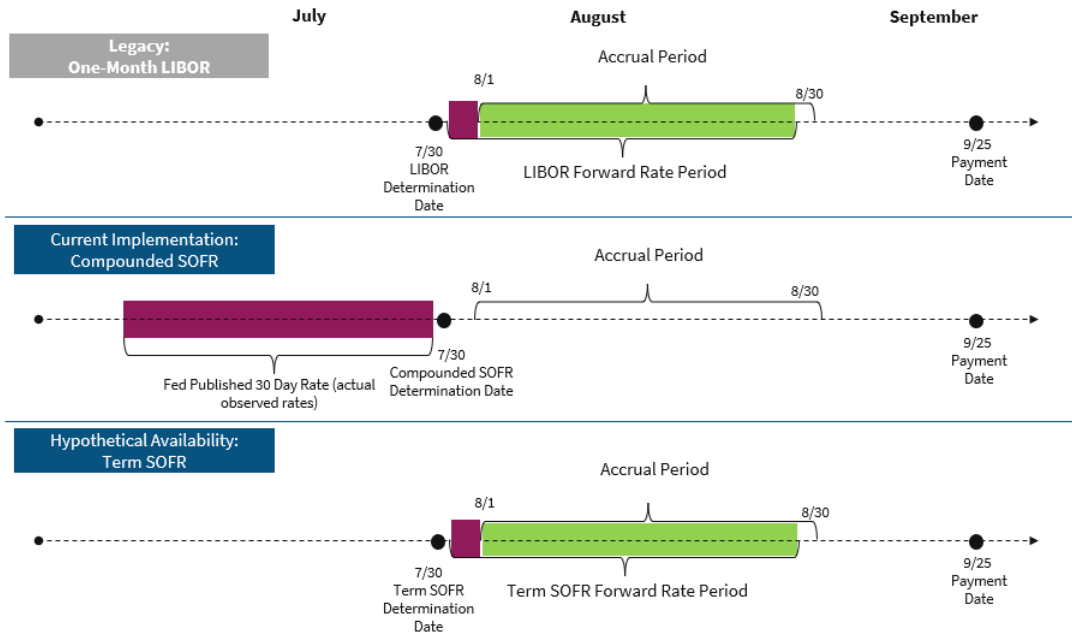 July
August
September
Legacy:
One-Month LIBOR
Accrual Period
8/1
8/30
7/30
LIBOR
Determination
Date
LIBOR Forward Rate Period
9/25
Payment
Date
Current Implementation:
Compounded SOFR
Accrual Period
8/1
8/30
7/30
Compounded SOFR
Determination Date
Fed Published 30 Day Rate (actual
observed rates)
9/25
Payment
Date
Hypothetical Availability:
Term SOFR
Accrual Period
8/1
8/30
7/30
Term SOFR
Determination
Date
Term SOFR Forward Rate Period
9/25
Payment
Date